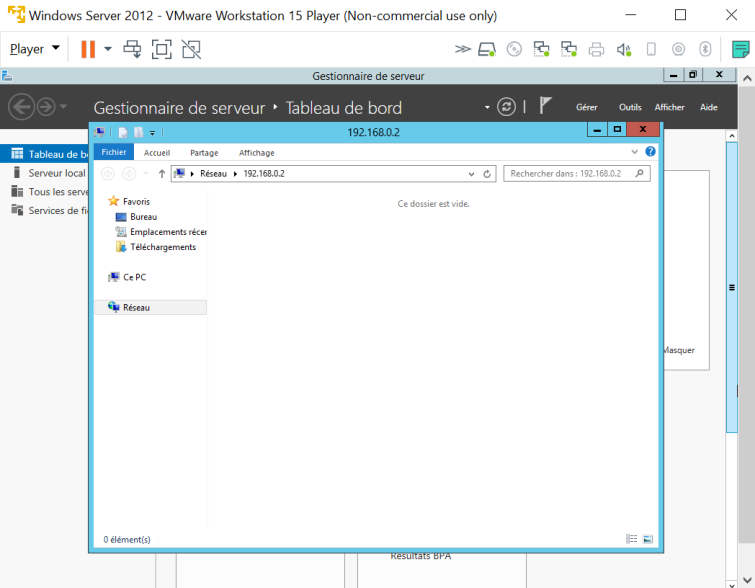 Windows Server 2012 - VMware Workstation 15 Player (Non-commercial use only)
Player
Gestionnaire de serveur
Gestionnaire de serveur • Tableau de bord
Gérer Outils Afficher Aide
192.168.0.2
Fichier Accueil Partage Affichage
Réseau 192.168.0.2
Rechercher dans : 192.168.0.2
Tableau de bo
Serveur local
Tous les serve
Services de fi
Favoris
Bureau
Emplacements récer
Téléchargements
Ce PC
Réseau
Ce dossier est vide.
Masquer
0 élément(s)
Résultats BPA